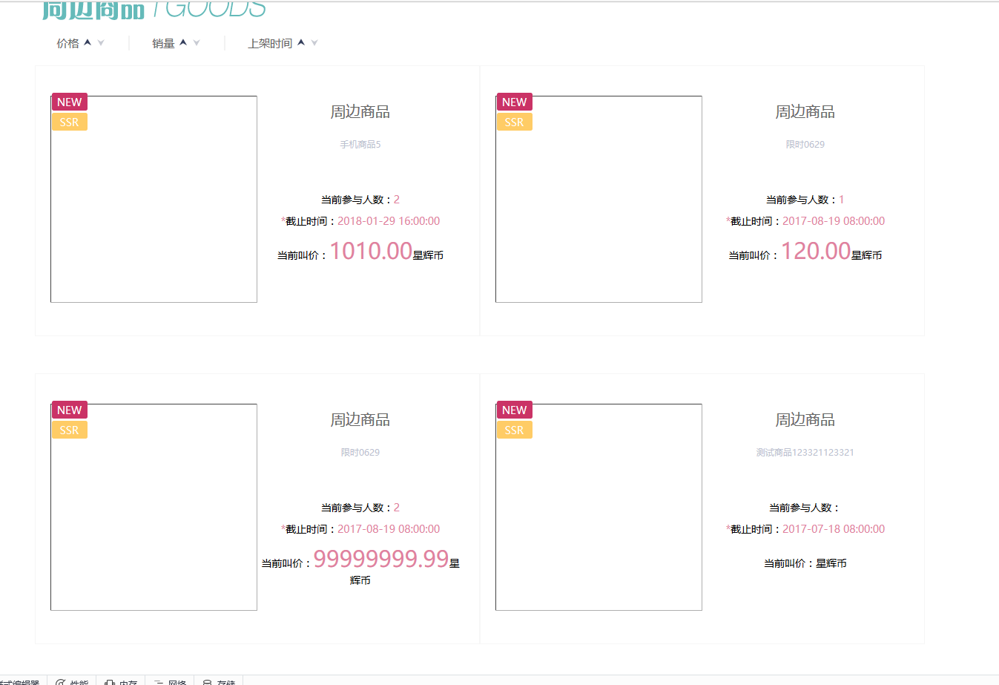 周边商品 TGOODS
价格 销量 上架时间
NEW
SSR
周边商品
手机商品5
当前参与人数：2
*截止时间：2018-01-29 16:00:00
当前叫价：1010.00星辉币
NEW
SSR
周边商品
限时0629
当前参与人数：1
*截止时间：2017-08-19 08:00:00
当前叫价：120.00星辉币
NEW
SSR
周边商品
限时0629
当前参与人数：2
*截止时间：2017-08-19 08:00:00
当前叫价：99999999.99星
辉币
NEW
SSR
周边商品
测试商品123321123321
当前参与人数：
*截止时间：2017-07-18 08:00:00
当前叫价：星辉币
样式编辑器 性能 内存 网络 存储